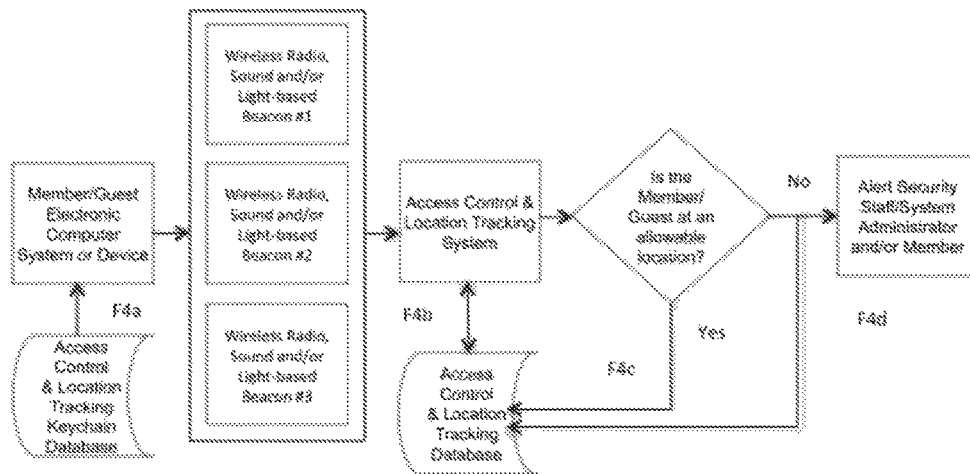 Wireless Radio,
Sound and/or
Light-based
Beacon #1
Member/Guest
Electronic
Computer
System or Device
Wireless Radio,
Sound and/or
Light-based
Beacon #2
Access Control &
Location Tracking
System
Is the
Member/
Guest at an
allowable
location?
No
Alert Security
Staff/System
Administrator
and/or Member
F4a
F4b
Yes
F4d
Wireless Radio,
Sound and/or
Light-based
Beacon #3
F4c
Access
Control
& Location
Tracking
Keychain
Database
Access
Control
& Location
Tracking
Database